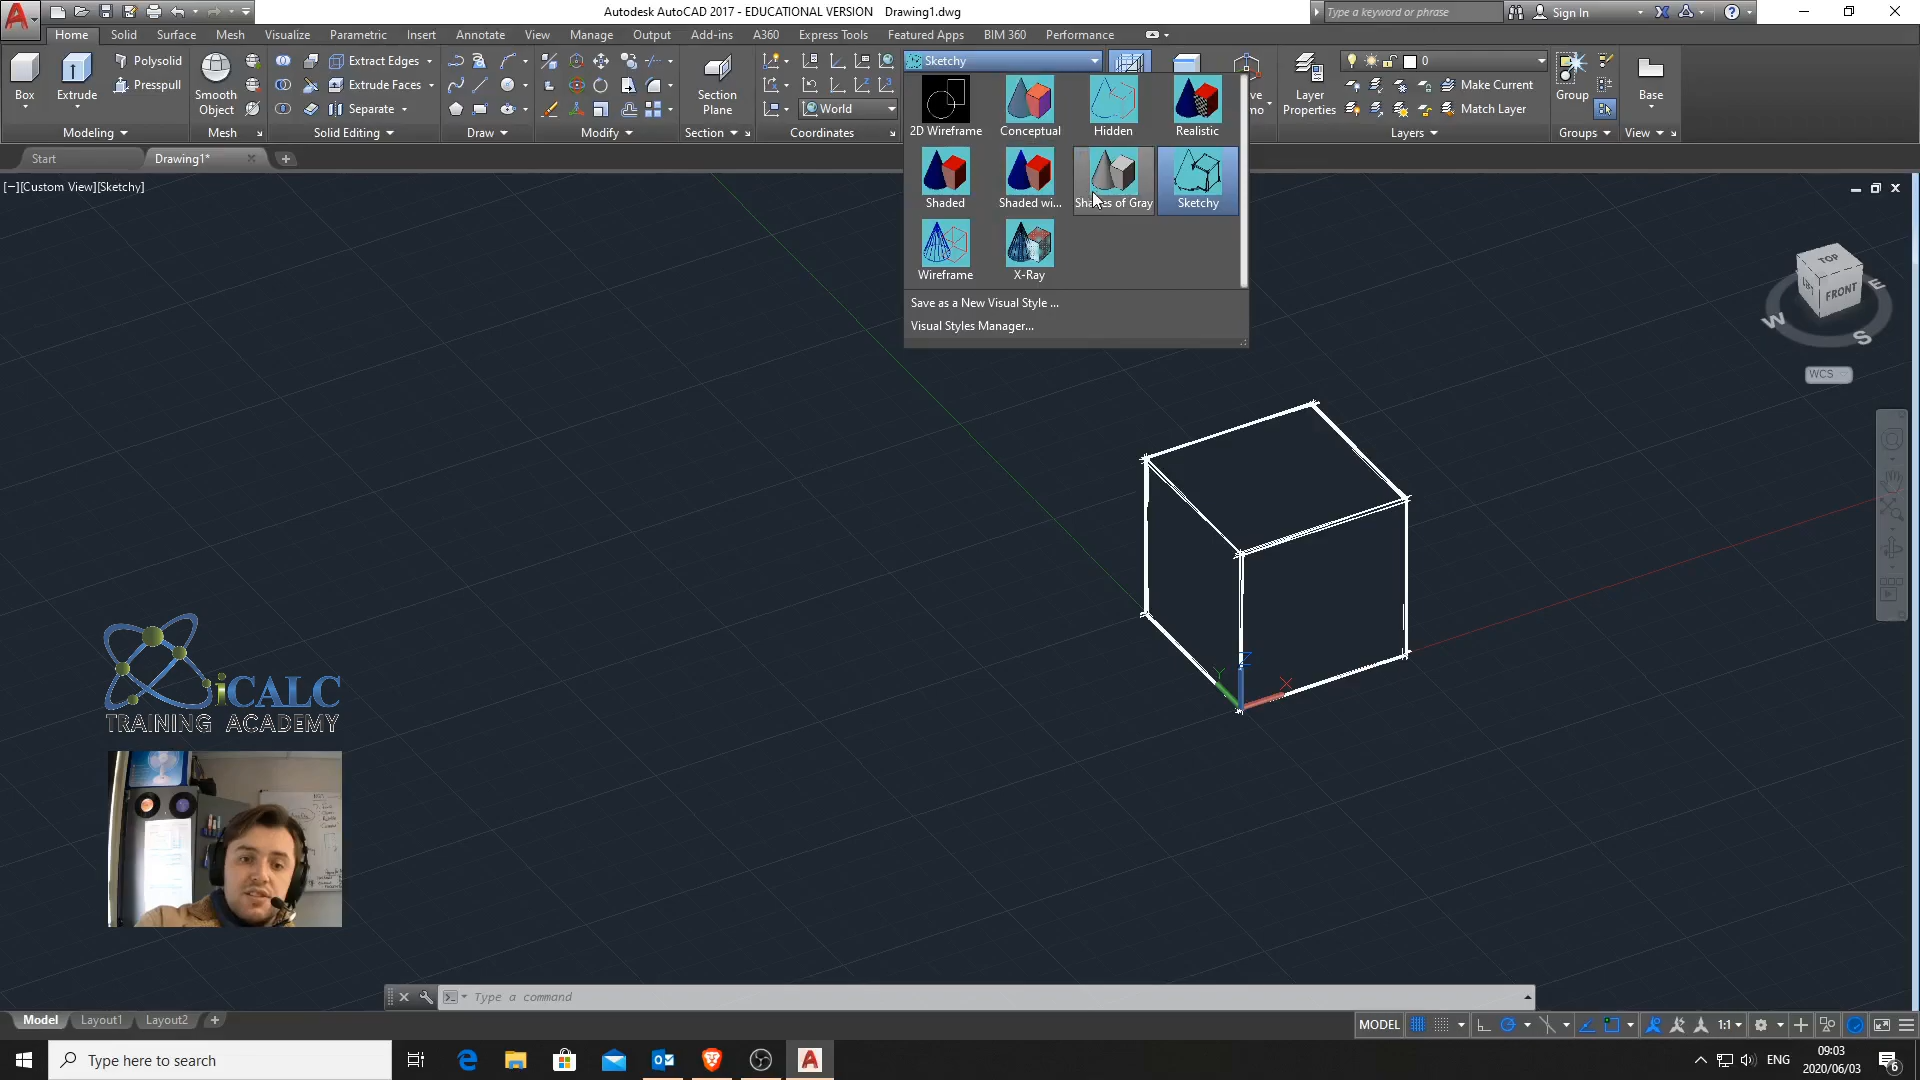 Autodesk AutoCAD 2017 - EDUCATIONAL VERSION Drawing1.dwg
Type a keyword or phrase
Sign In
Home Solid Surface Mesh Visualize Parametric Insert Annotate View Manage Output Add-ins A360 Express Tools Featured Apps BIM 360 Performance
Box
Extrude
Polysolid
Presspull
Smooth Object
Extract Edges
Extrude Faces
Separate
Section Plane
World
Sketchy
Layer Properties
0
Make Current
Match Layer
Group
Base
Modeling
Mesh
Solid Editing
Draw
Modify
Section
Coordinates
Layers
Groups
View
2D Wireframe Conceptual Hidden Realistic
Shaded Shaded wi... Shades of Gray Sketchy
Wireframe X-Ray
Save as a New Visual Style ...
Visual Styles Manager...
Start Drawing1*
[−][Custom View][Sketchy]
TOP
FRONT
E
W
S
WCS
Z
Y
X
iCALC
TRAINING ACADEMY
Type a command
Model Layout1 Layout2
MODEL
1:1
Type here to search
ENG
09:03
2020/06/03
6